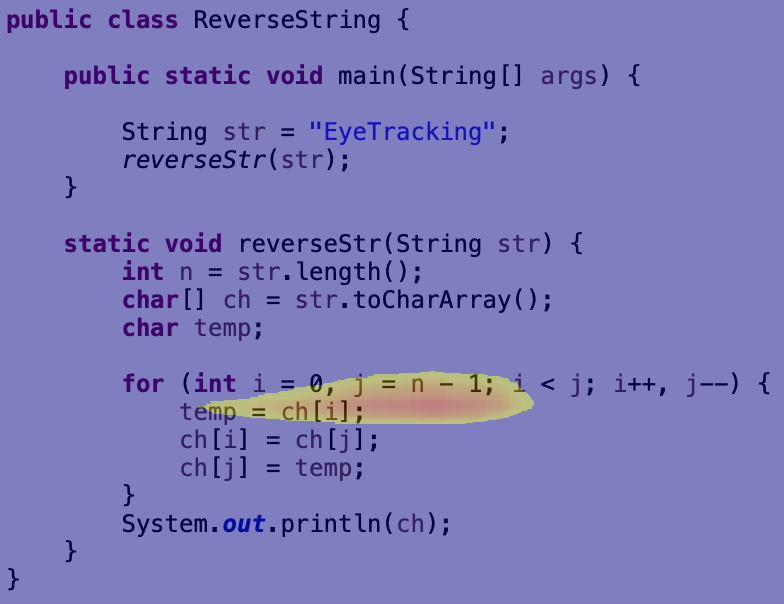 public class ReverseString {
public static void main(String[] args) {
String str = "EyeTracking";
reverseStr(str);
}
static void reverseStr(String str) {
int n = str.length();
char[] ch = str.toCharArray();
char temp;
for (int i = 0, j = n - 1; i < j; i++, j--) {
temp = ch[i];
ch[i] = ch[j];
ch[j] = temp;
}
System.out.println(ch);
}
}